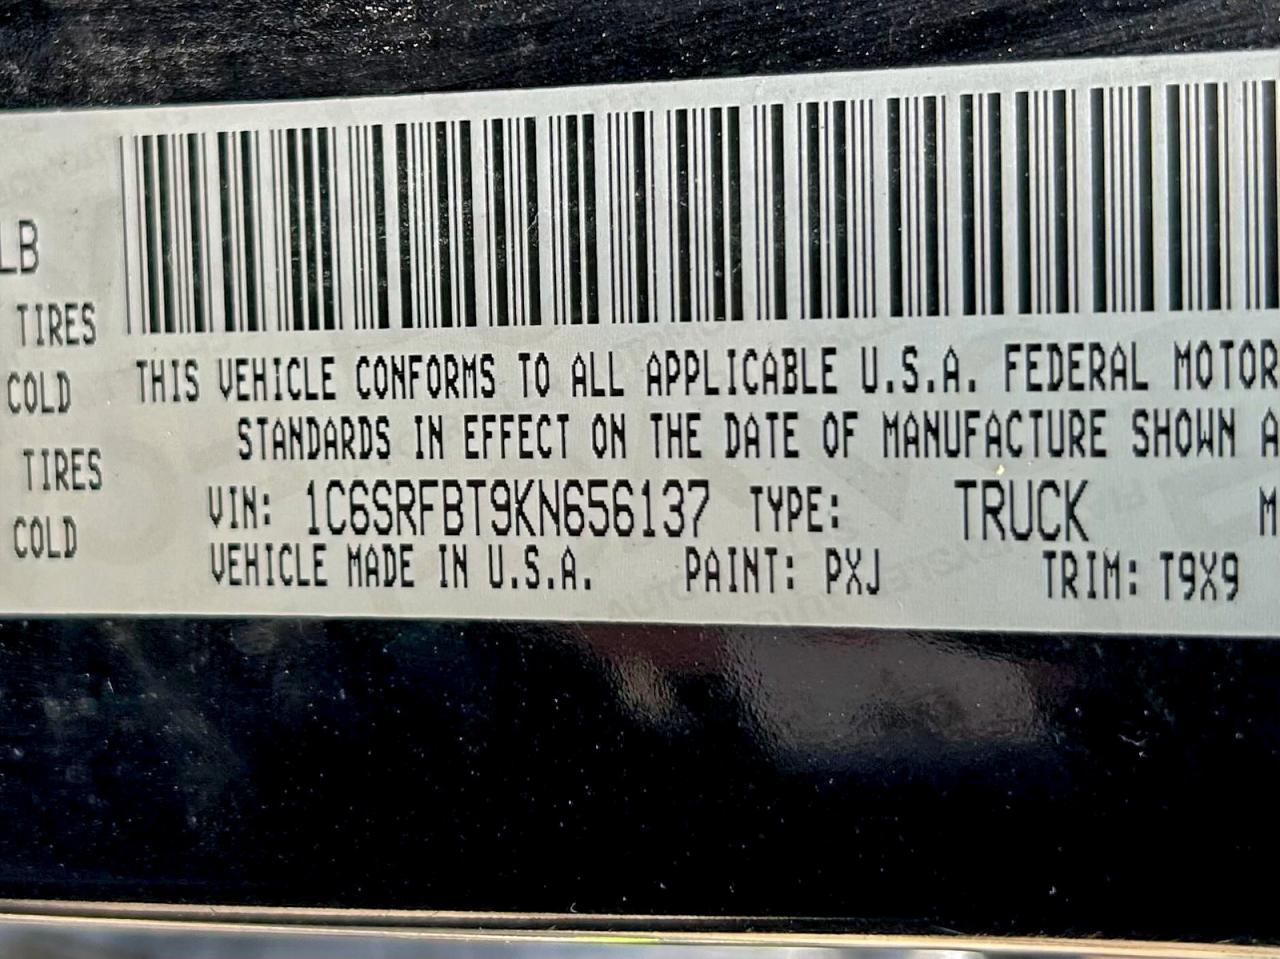 LB
TIRES
COLD
TIRES
COLD
THIS VEHICLE CONFORMS TO ALL APPLICABLE U.S.A. FEDERAL MOTOR
STANDARDS IN EFFECT ON THE DATE OF MANUFACTURE SHOWN A
VIN: 1C6SRFBT9KN656137 TYPE: TRUCK M
VEHICLE MADE IN U.S.A. PAINT: PXJ TRIM: T9X9